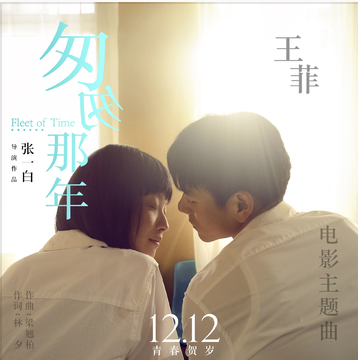 匆匆那年
Fleet of Time
张一白
导演作品
王菲
电影主题曲
作曲：梁翘柏
作词：林夕
12.12
青春贺岁